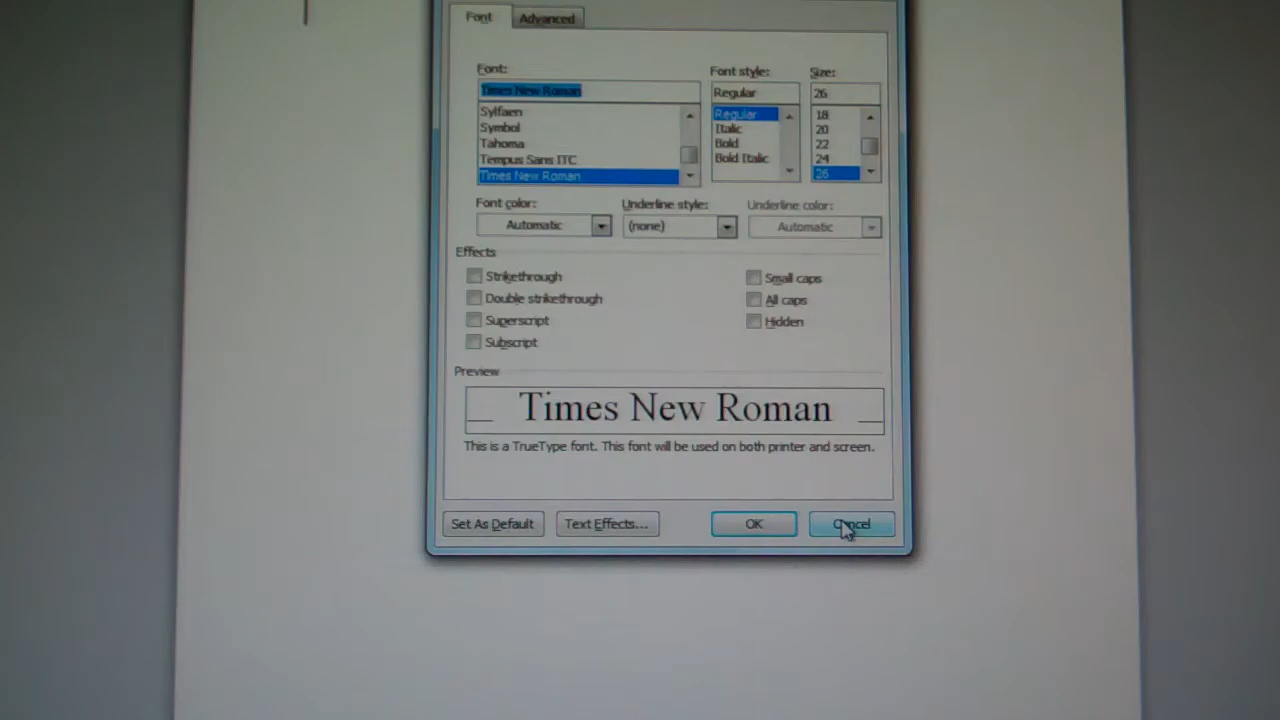 Font Advanced
Font: Font style: Size:
Times New Roman Regular 26
Sylfaen Regular 18
Symbol Italic 20
Tahoma Bold 22
Tempus Sans ITC Bold Italic 24
Times New Roman 26
Font color: Underline style: Underline color:
Automatic (none) Automatic
Effects
Strikethrough Small caps
Double strikethrough All caps
Superscript Hidden
Subscript
Preview
Times New Roman
This is a TrueType font. This font will be used on both printer and screen.
Set As Default Text Effects... OK Cancel